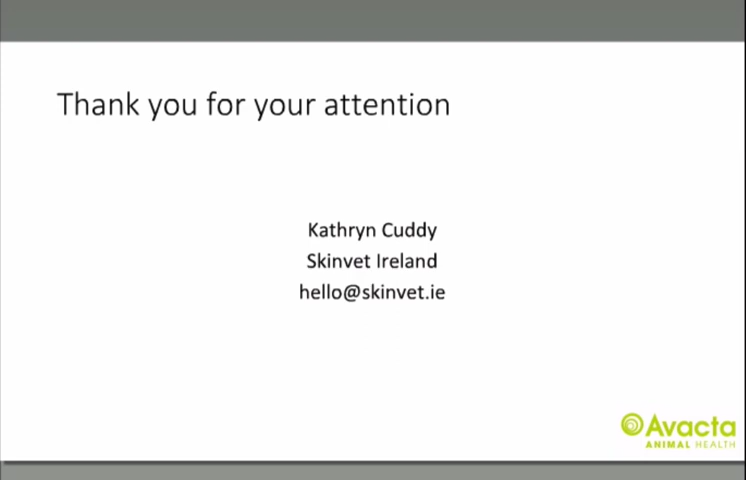 Thank you for your attention
Kathryn Cuddy
Skinvet Ireland
hello@skinvet.ie
Avacta
ANIMAL HEALTH